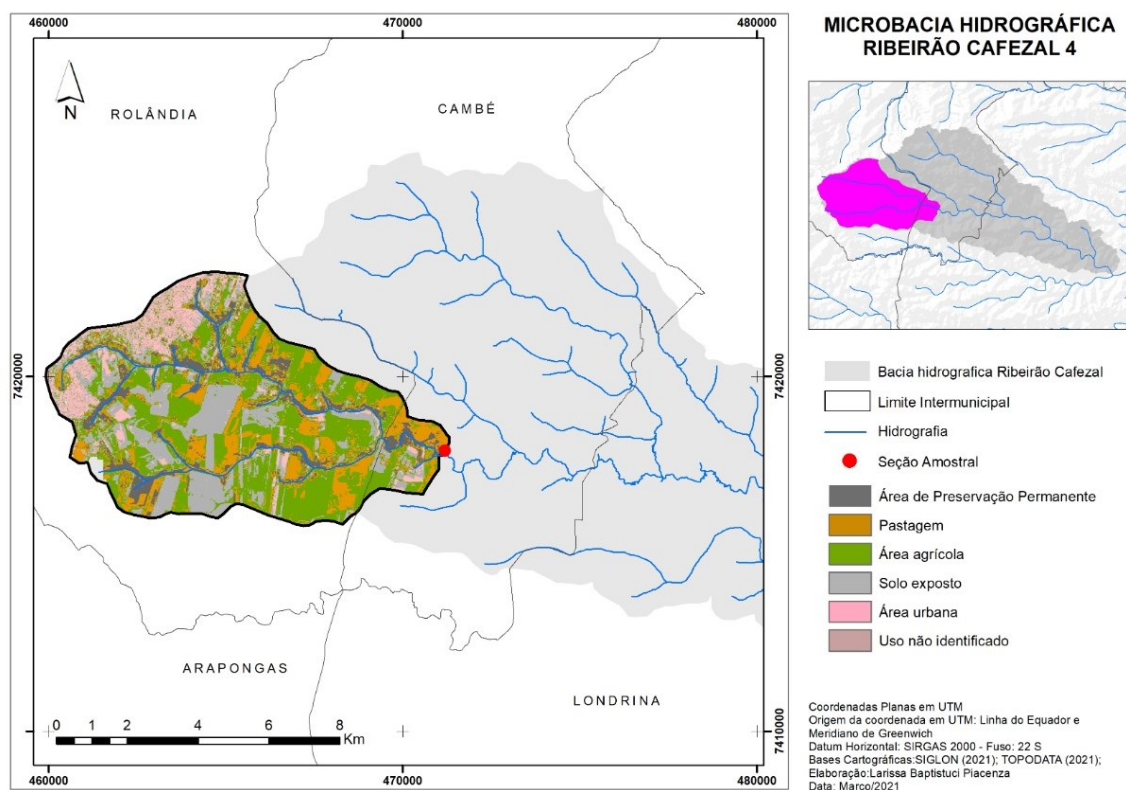 460000
470000
480000
N
ROLÂNDIA
CAMBÉ
7420000
7420000
7410000
ARAPONGAS
LONDRINA
0 1 2 4 6 8
Km
460000
470000
480000
MICROBACIA HIDROGRÁFICA
RIBEIRÃO CAFEZAL 4
Bacia hidrografica Ribeirão Cafezal
Limite Intermunicipal
Hidrografia
Seção Amostral
Área de Preservação Permanente
Pastagem
Área agrícola
Solo exposto
Área urbana
Uso não identificado
Coordenadas Planas em UTM
Origem da coordenada em UTM: Linha do Equador e
Meridiano de Greenwich
Datum Horizontal: SIRGAS 2000 - Fuso: 22 S
Bases Cartográficas:SIGLON (2021); TOPODATA (2021);
Elaboração:Larissa Baptistuci Piacenza
Data: Março/2021